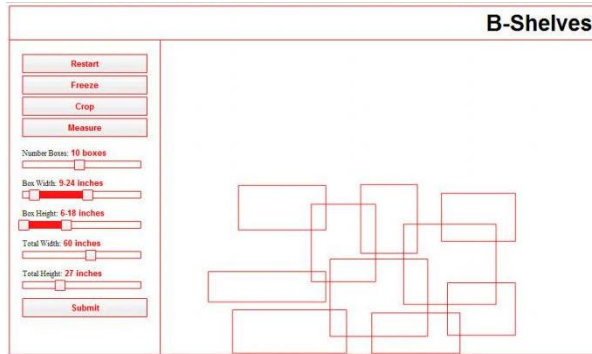 B-Shelves
Restart
Freeze
Crop
Measure
Number Boxes: 10 boxes
Box Width: 9-24 inches
Box Height: 6-18 inches
Total Width: 60 inches
Total Height: 27 inches
Submit